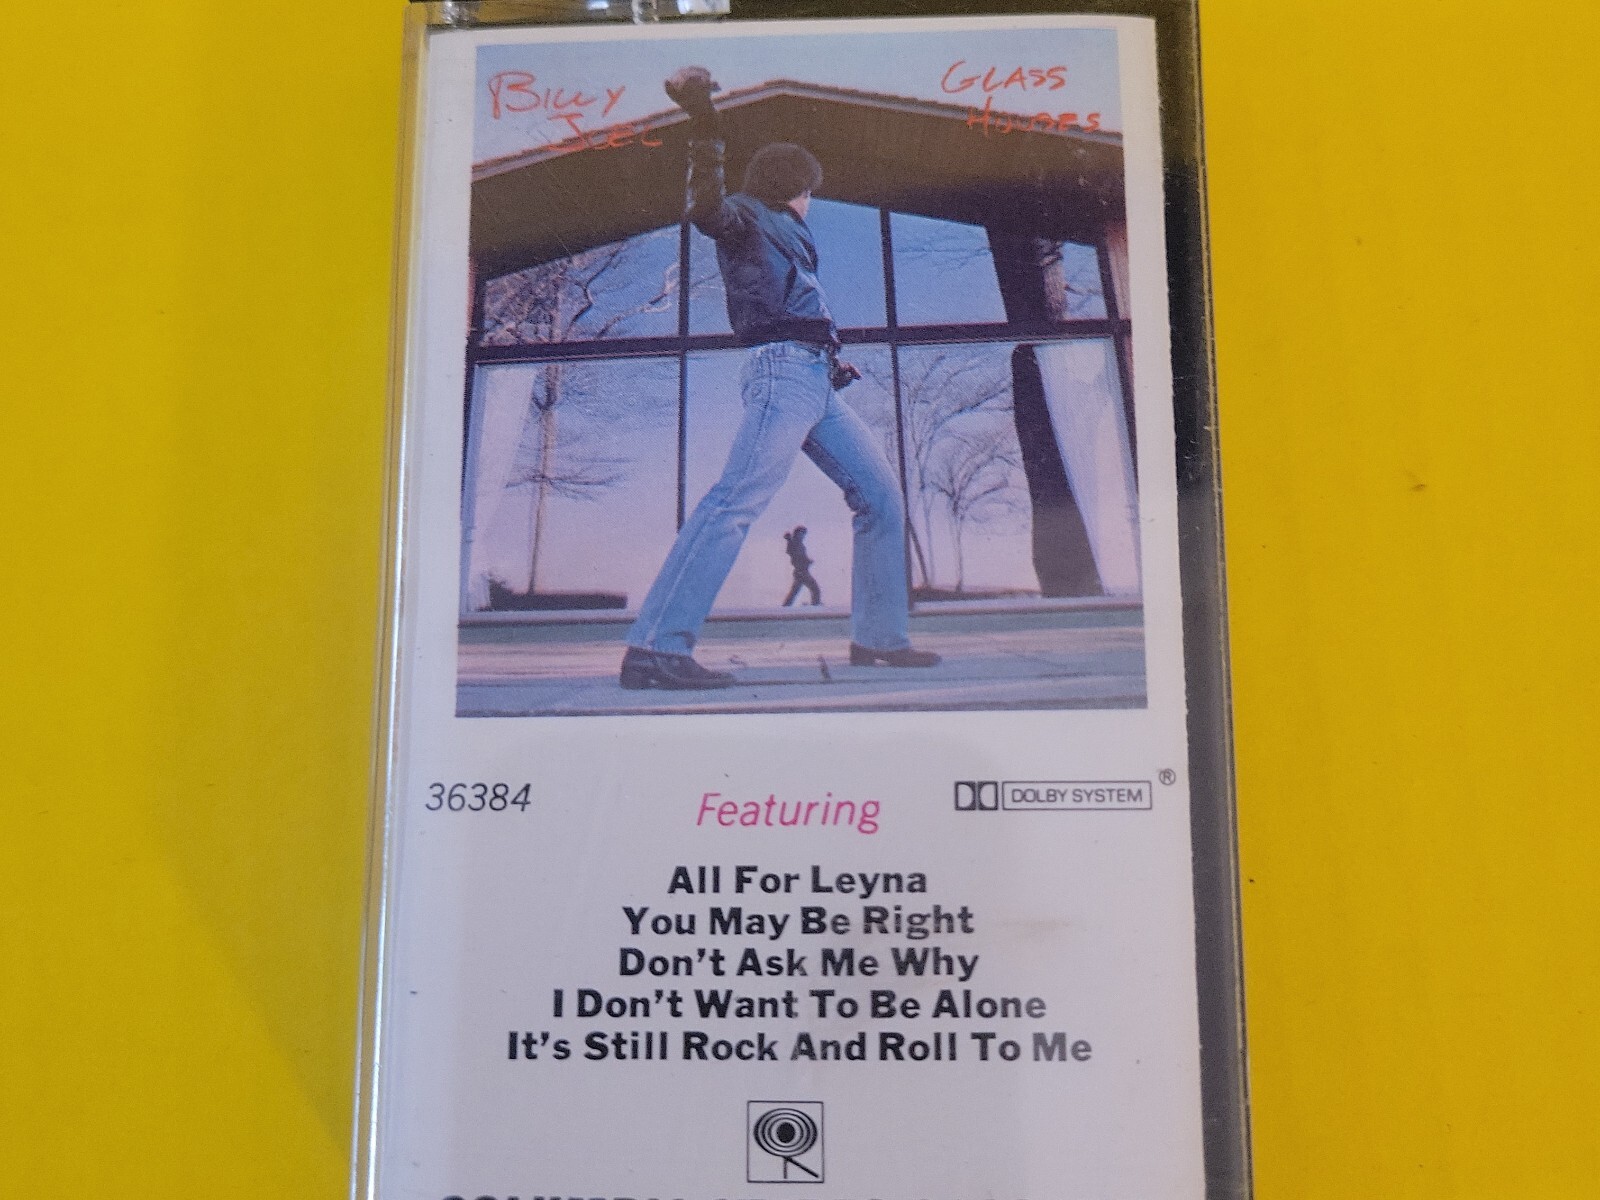 Billy
Joel
Glass
Houses
36384
Featuring
DOLBY SYSTEM ®
All For Leyna
You May Be Right
Don't Ask Me Why
I Don't Want To Be Alone
It's Still Rock And Roll To Me